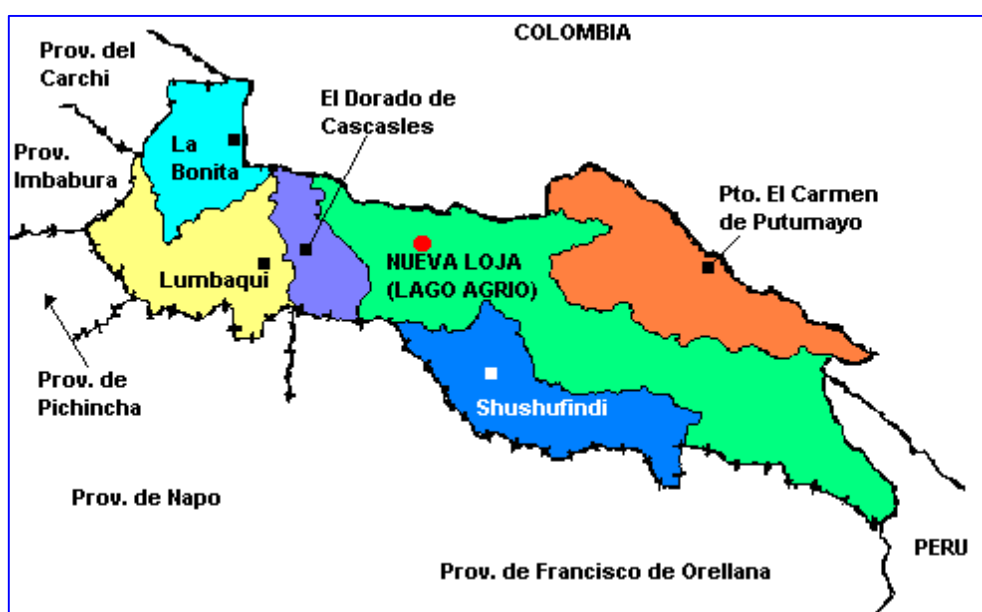 COLOMBIA
Prov. del
Carchi
El Dorado de
Cascasles
La
Bonita
Prov.
Imbabura
Pto. El Carmen
de Putumayo
NUEVA LOJA
(LAGO AGRIO)
Lumbaqui
Prov. de
Pichincha
Shushufindi
Prov. de Napo
PERU
Prov. de Francisco de Orellana